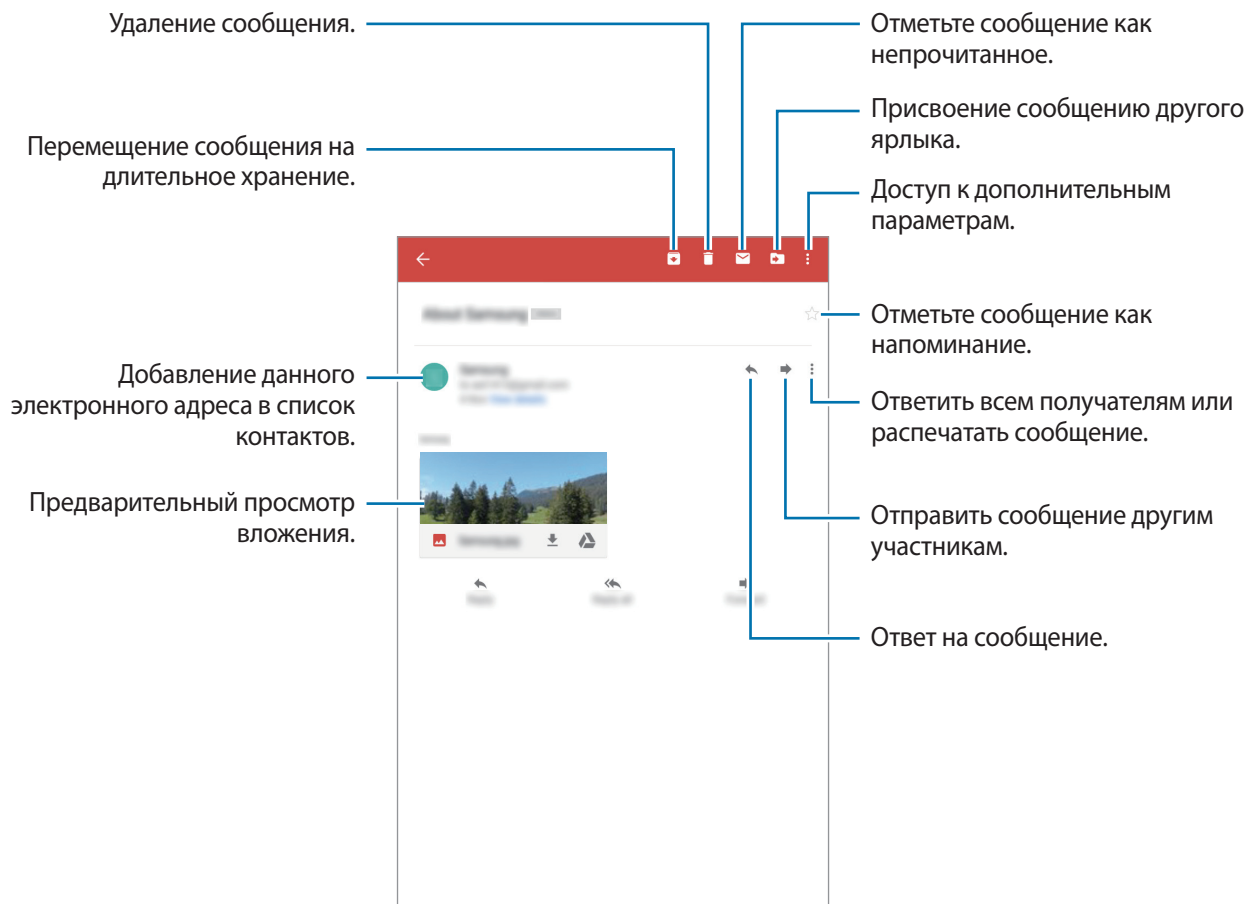 Удаление сообщения.
Отметьте сообщение как
непрочитанное.
Присвоение сообщению другого
ярлыка.
Перемещение сообщения на
длительное хранение.
Доступ к дополнительным
параметрам.
Отметьте сообщение как
напоминание.
Добавление данного
электронного адреса в список
контактов.
Ответить всем получателям или
распечатать сообщение.
Предварительный просмотр
вложения.
Отправить сообщение другим
участникам.
Ответ на сообщение.